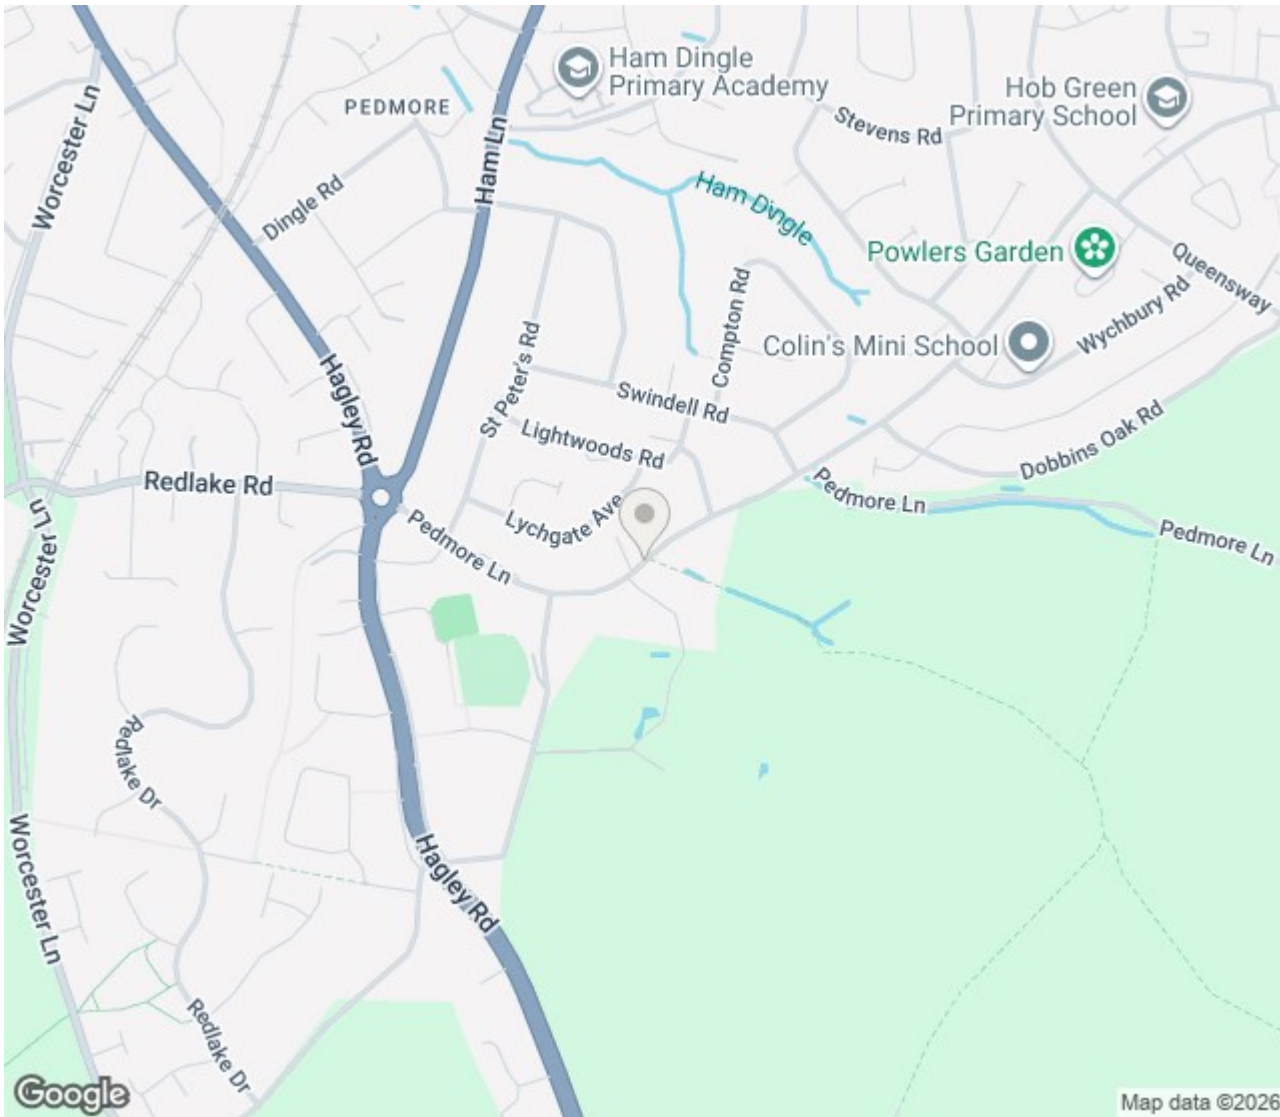 Ham Dingle
Primary Academy
Hob Green
Primary School
PEDMORE
Stevens Rd
Worcester Ln
Ham Ln
Dingle Rd
Ham Dingle
Powlers Garden
Queensway
Wychbury Rd
Colin's Mini School
Compton Rd
St Peter's Rd
Hagley Rd
Swindell Rd
Lightwoods Rd
Dobbins Oak Rd
Redlake Rd
Pedmore Ln
Lychgate Ave
Pedmore Ln
Pedmore Ln
Worcester Ln
Redlake Dr
Hagley Rd
Worcester Ln
Redlake Dr
Google
Map data ©2026